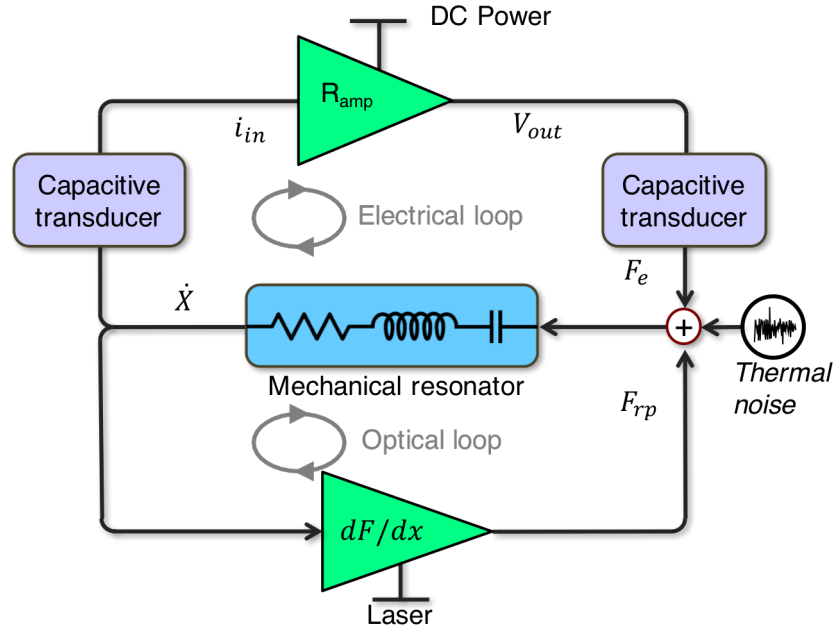 DC Power
R_amp
i_in
V_out
Capacitive
transducer
Capacitive
transducer
Electrical loop
F_e
Ẋ
+
Mechanical resonator
Thermal
noise
F_rp
Optical loop
dF/dx
Laser